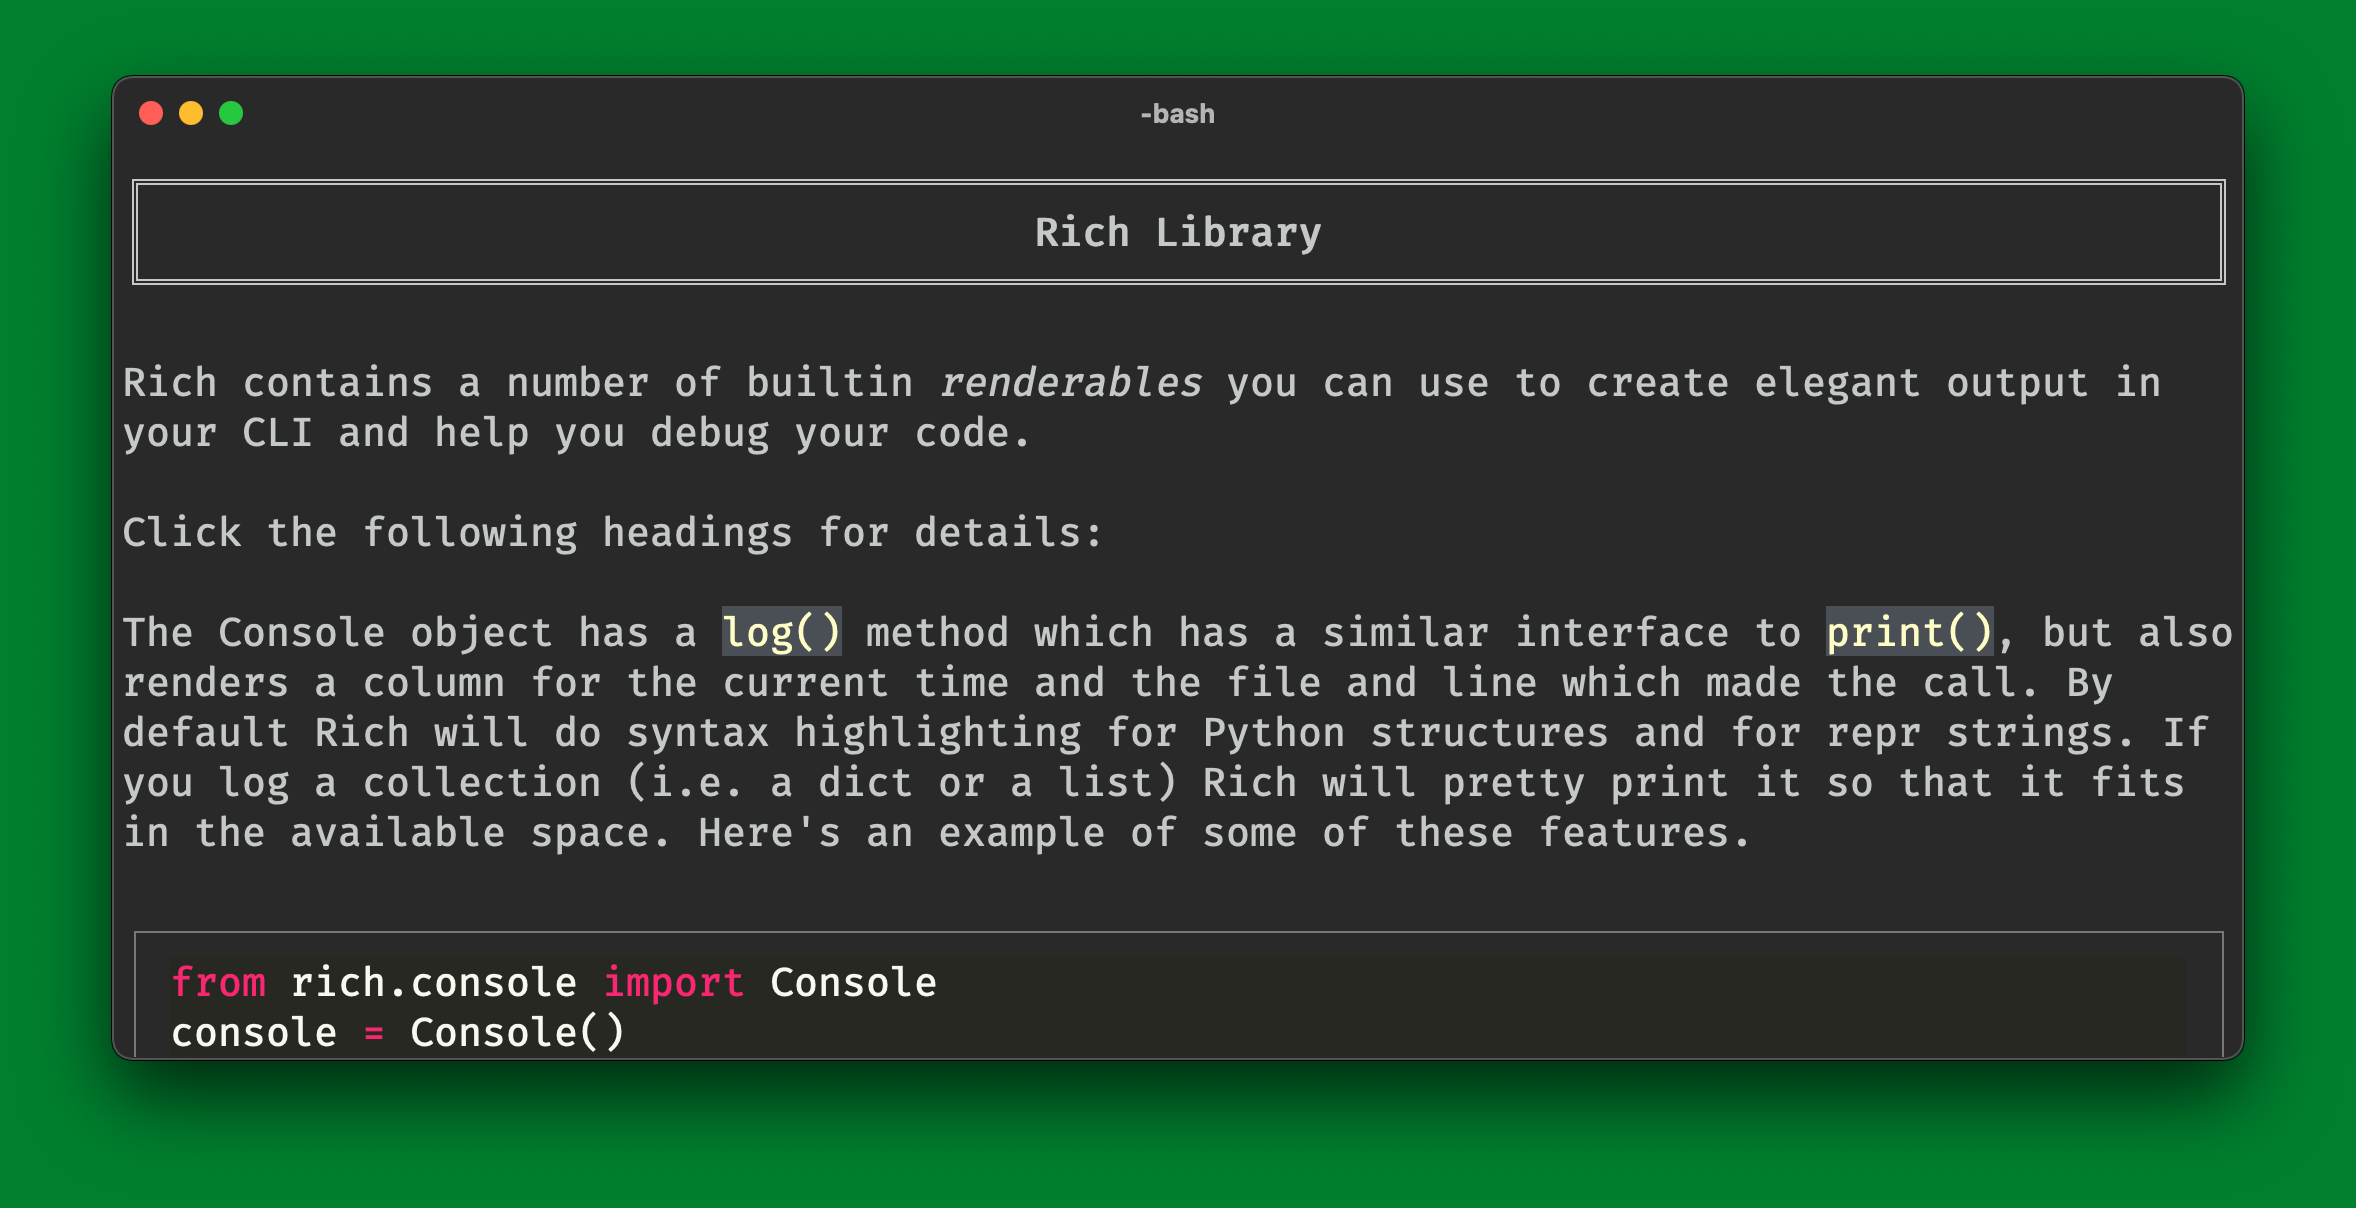 -bash
Rich Library
Rich contains a number of builtin renderables you can use to create elegant output in
your CLI and help you debug your code.
Click the following headings for details:
The Console object has a log() method which has a similar interface to print(), but also
renders a column for the current time and the file and line which made the call. By
default Rich will do syntax highlighting for Python structures and for repr strings. If
you log a collection (i.e. a dict or a list) Rich will pretty print it so that it fits
in the available space. Here's an example of some of these features.
from rich.console import Console
console = Console()